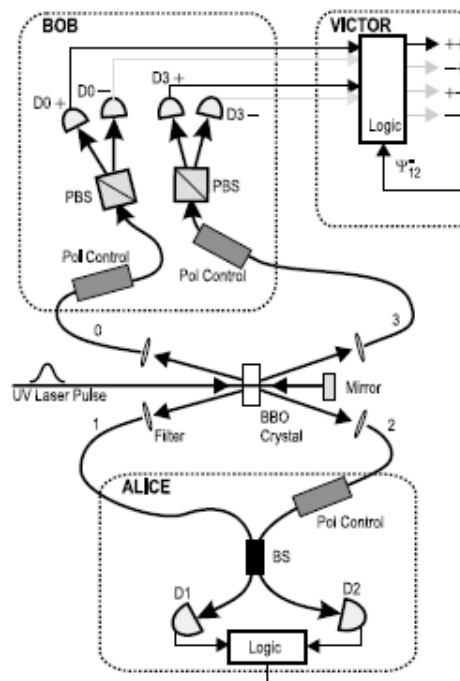 BOB
VICTOR
D0 +
D0 −
D3 +
D3 −
Logic
++
−+
+−
−−
Ψ⁻₁₂
PBS
PBS
Pol Control
Pol Control
0
3
UV Laser Pulse
Mirror
1
Filter
BBO
Crystal
2
ALICE
Pol Control
BS
D1
D2
Logic